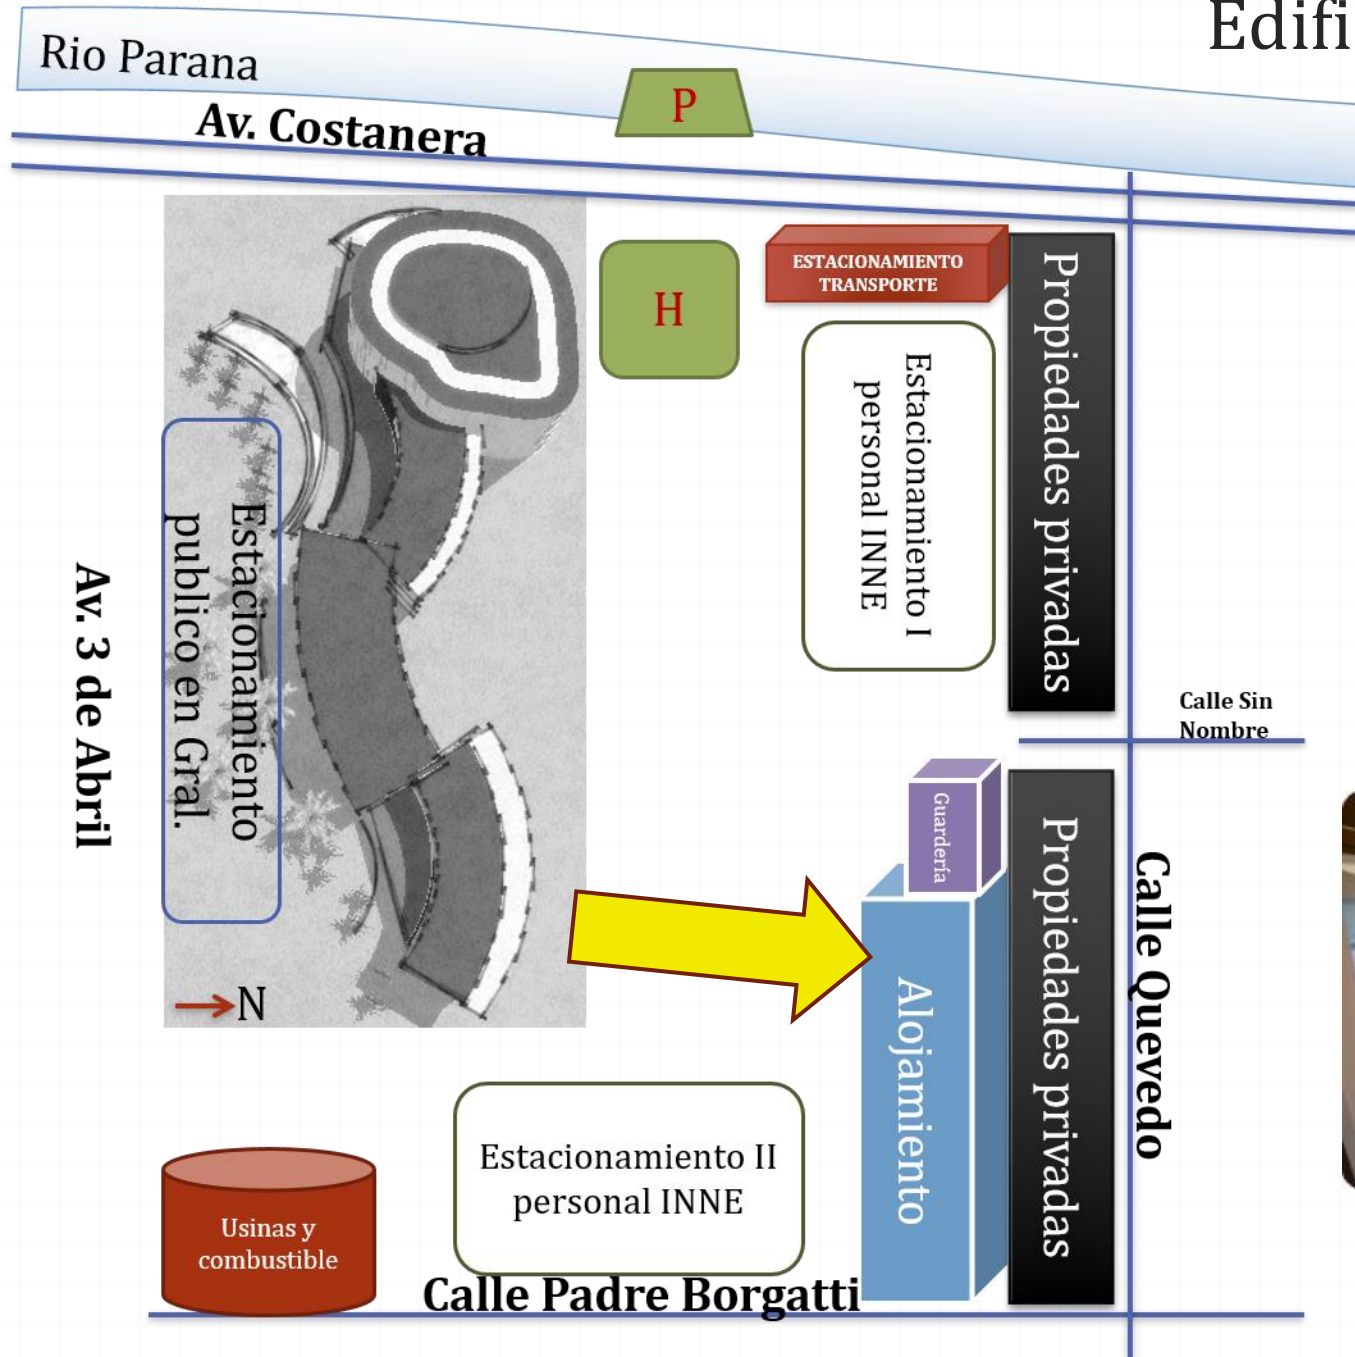 Edifi
Rio Parana
P
Av. Costanera
H
ESTACIONAMIENTO
TRANSPORTE
Propiedades privadas
Estacionamiento I
personal INNE
Estacionamiento
publico en Gral.
Av. 3 de Abril
Calle Sin
Nombre
Guardería
Alojamiento
Propiedades privadas
Calle Quevedo
N
Estacionamiento II
personal INNE
Usinas y
combustible
Calle Padre Borgatti